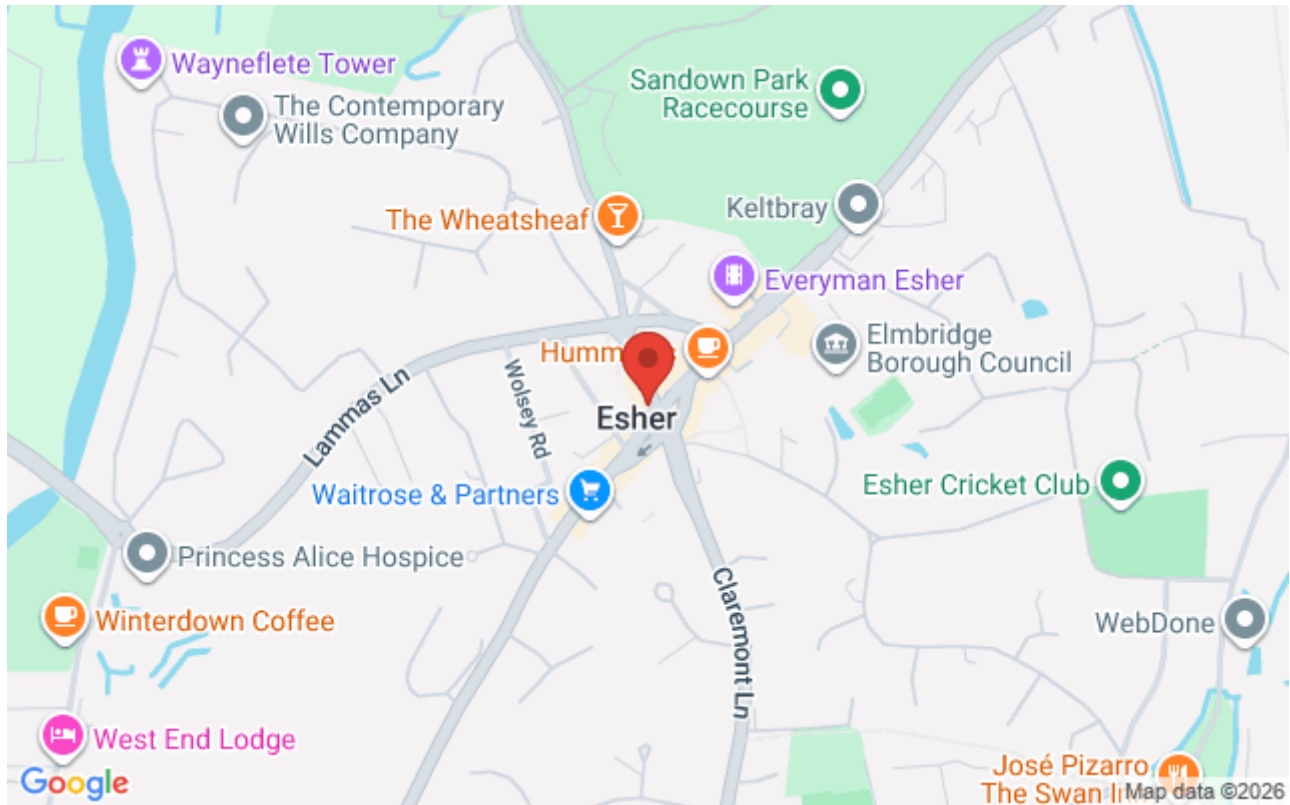 Wayneflete Tower
The Contemporary
Wills Company
Sandown Park
Racecourse
The Wheatsheaf
Keltbray
Everyman Esher
Elmbridge
Borough Council
Lammas Ln
Wolsey Rd
Esher
Waitrose & Partners
Esher Cricket Club
Princess Alice Hospice
Claremont Ln
Winterdown Coffee
WebDone
West End Lodge
José Pizarro
The Swan
Google
Map data ©2026